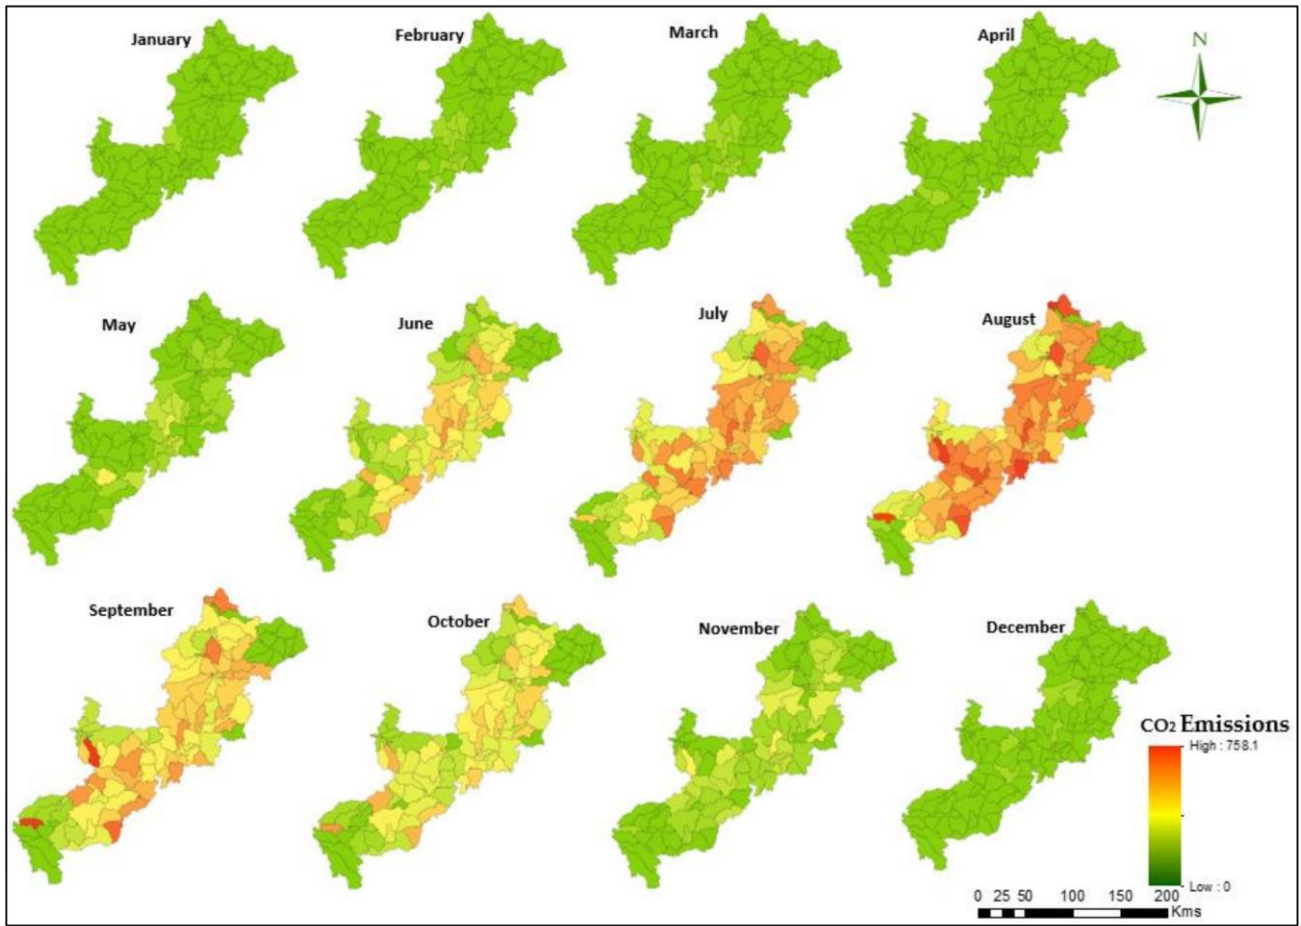 January
February
March
April
N
May
June
July
August
September
October
November
December
CO2 Emissions
High : 758.1
Low : 0
0 25 50 100 150 200
Kms